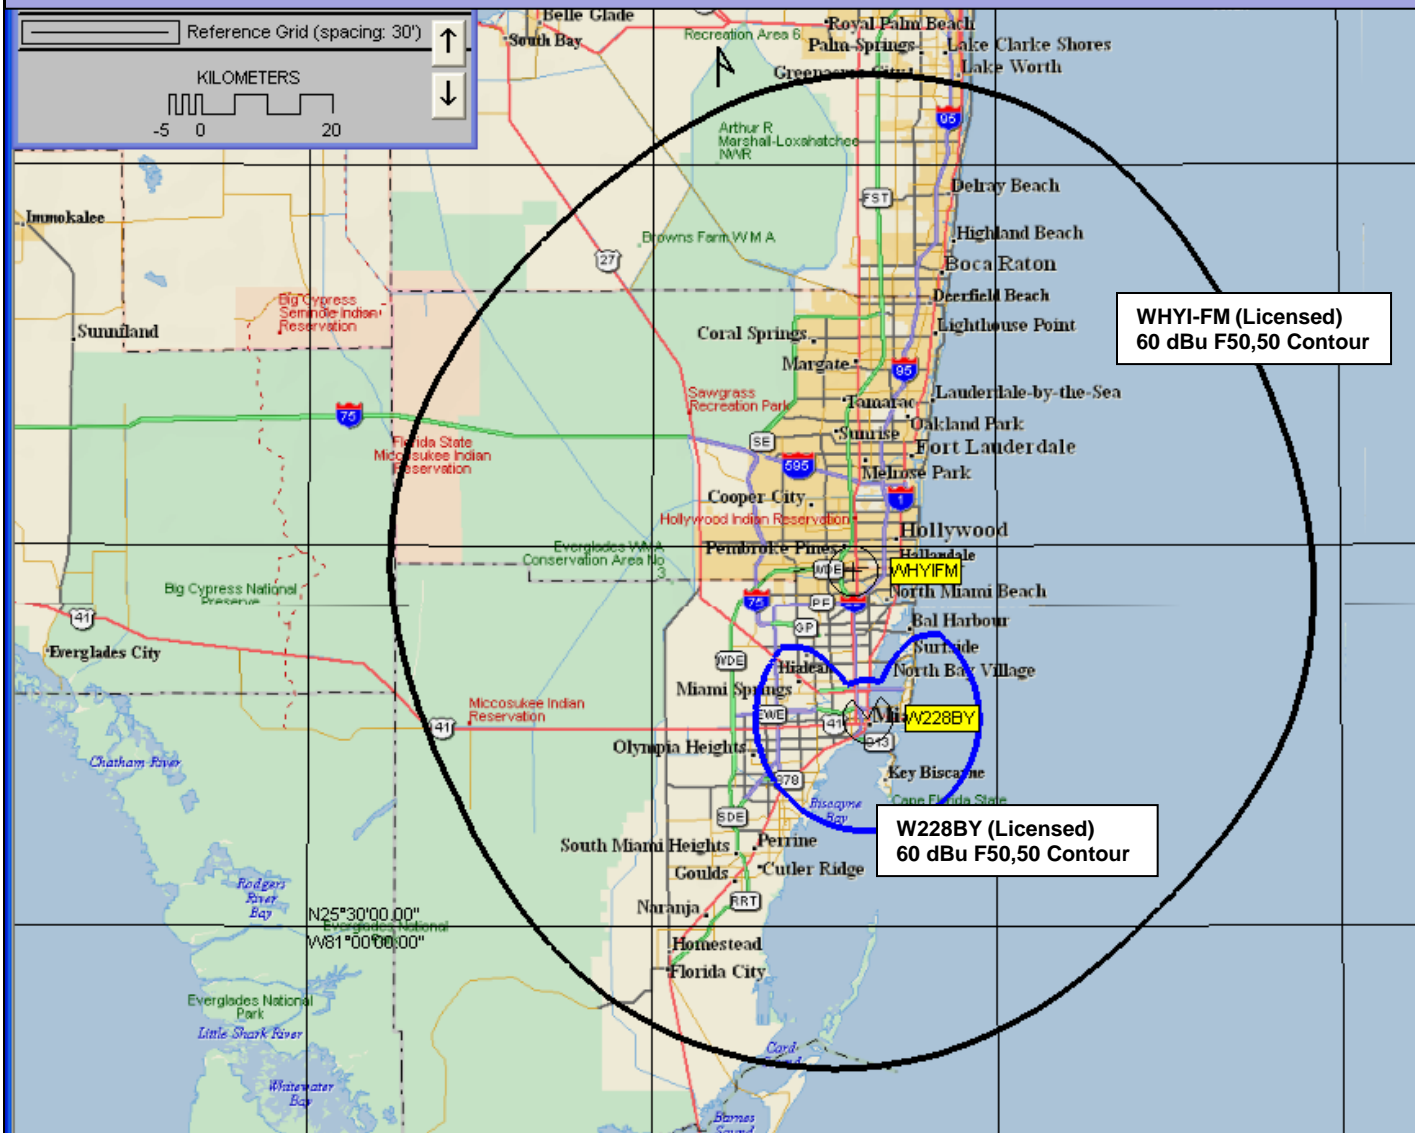 Reference Grid (spacing: 30')
KILOMETERS
-5 0 20
Belle Glade
South Bay
Recreation Area 6
Royal Palm Beach
Palm Springs
Lake Clarke Shores
Greenacres City
Lake Worth
95
Arthur R
Marshall-Loxahatchee
NWR
FST
Delray Beach
Immokalee
Highland Beach
Browns Farm W M A
27
Boca Raton
Big Cypress
Seminole Indian
Reservation
Deerfield Beach
Sunniland
Coral Springs
Lighthouse Point
WHYI-FM (Licensed)
60 dBu F50,50 Contour
Margate
95
Sawgrass
Recreation Park
Tamarac
Lauderdale-by-the-Sea
75
Oakland Park
Sunrise
SE
Fort Lauderdale
Florida State
Miccosukee Indian
Reservation
595
Melrose Park
Cooper City
1
Hollywood Indian Reservation
Hollywood
Everglades W M A
Conservation Area No
3
Pembroke Pines
Hallandale
WDE
WHYIFM
Big Cypress National
Preserve
75
PE
North Miami Beach
41
GP
Bal Harbour
Everglades City
WDE
Hialeah
Surfside
North Bay Village
Miami Springs
Miccosukee Indian
Reservation
41
EWE
41
W228BY
913
Olympia Heights
Chatham River
878
Key Biscayne
Biscayne
Bay
Cape Florida State
SDE
W228BY (Licensed)
60 dBu F50,50 Contour
South Miami Heights
Perrine
Goulds
Cutler Ridge
Rodgers
River
Bay
RRT
Naranja
N25°30'00.00"
W81°00'00.00"
Everglades National
Homestead
Florida City
Everglades National
Park
Little Shark River
Card
Sound
Whitewater
Bay
Barnes
Sound